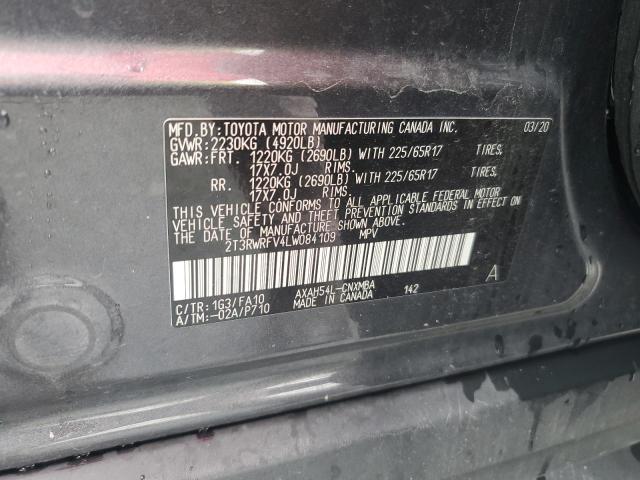 MFD.BY:TOYOTA MOTOR MANUFACTURING CANADA INC. 03/20
GVWR:2230KG (4920LB)
GAWR:FRT. 1220KG (2690LB) WITH 225/65R17 TIRES,
17X7.0J RIMS
RR. 1220KG (2690LB) WITH 225/65R17 TIRES,
17X7.0J RIMS
THIS VEHICLE CONFORMS TO ALL APPLICABLE FEDERAL MOTOR
VEHICLE SAFETY AND THEFT PREVENTION STANDARDS IN EFFECT ON
THE DATE OF MANUFACTURE SHOWN ABOVE.
2T3RWRFV4LW084109 MPV
A
C/TR:1G3/FA10 AXAH54L-CNXMBA 142
A/TM:-02A/P710 MADE IN CANADA